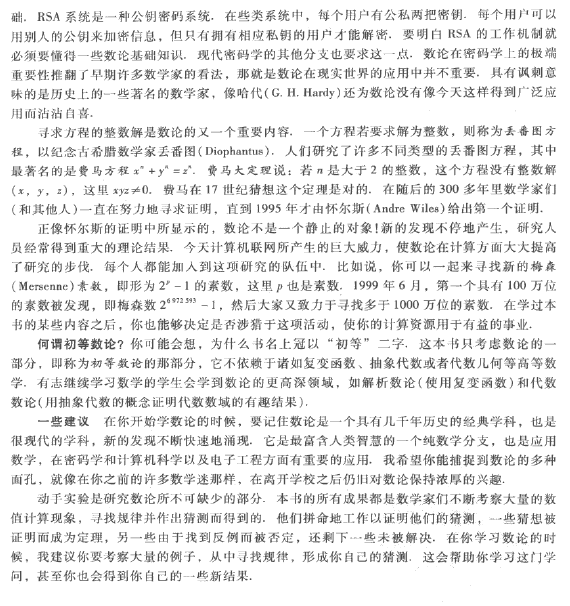 础. RSA 系统是一种公钥密码系统. 在些类系统中, 每个用户有公私两把密钥. 每个用户可以
用别人的公钥来加密信息, 但只有拥有相应私钥的用户才能解密. 要明白 RSA 的工作机制就
必须要懂得一些数论基础知识. 现代密码学的其他分支也要求这一点. 数论在密码学上的极端
重要性推翻了早期许多数学家的看法, 那就是数论在现实世界的应用中并不重要. 具有讽刺意
味的是历史上的一些著名的数学家, 像哈代(G. H. Hardy)还为数论没有像今天这样得到广泛应
用而沾沾自喜.
寻求方程的整数解是数论的又一个重要内容. 一个方程若要求解为整数, 则称为丢番图方
程, 以纪念古希腊数学家丢番图(Diophantus). 人们研究了许多不同类型的丢番图方程, 其中
最著名的是费马方程 xⁿ + yⁿ = zⁿ. 费马大定理说: 若 n 是大于 2 的整数, 这个方程没有整数解
(x, y, z), 这里 xyz≠0. 费马在 17 世纪猜想这个定理是对的. 在随后的 300 多年里数学家们
(和其他人)一直在努力地寻求证明, 直到 1995 年才由怀尔斯(Andre Wiles)给出第一个证明.
正像怀尔斯的证明中所显示的, 数论不是一个静止的对象!新的发现不停地产生, 研究人
员经常得到重大的理论结果. 今天计算机联网所产生的巨大威力, 使数论在计算方面大大提高
了研究的步伐. 每个人都能加入到这项研究的队伍中. 比如说, 你可以一起来寻找新的梅森
(Mersenne)素数, 即形为 2ᵖ − 1 的素数, 这里 p 也是素数. 1999 年 6 月, 第一个具有 100 万位
的素数被发现, 即梅森数 2⁶ ⁹⁷² ⁵⁹³ − 1, 然后大家又致力于寻找多于 1000 万位的素数. 在学过本
书的某些内容之后, 你也能够决定是否涉猎于这项活动, 使你的计算资源用于有益的事业.
何谓初等数论? 你可能会想, 为什么书名上冠以“初等”二字. 这本书只考虑数论的一
部分, 即称为初等数论的那部分, 它不依赖于诸如复变函数、抽象代数或者代数几何等高等数
学. 有志继续学习数学的学生会学到数论的更高深领域, 如解析数论(使用复变函数)和代数
数论(用抽象代数的概念证明代数数域的有趣结果).
一些建议 在你开始学数论的时候, 要记住数论是一个具有几千年历史的经典学科, 也是
很现代的学科, 新的发现不断快速地涌现. 它是最富含人类智慧的一个纯数学分支, 也是应用
数学, 在密码学和计算机科学以及电子工程方面有重要的应用. 我希望你能捕捉到数论的多种
面孔, 就像在你之前的许多数学迷那样, 在离开学校之后仍旧对数论保持浓厚的兴趣.
动手实验是研究数论所不可缺少的部分. 本书的所有成果都是数学家们不断考察大量的数
值计算现象, 寻找规律并作出猜测而得到的. 他们拼命地工作以证明他们的猜测, 一些猜想被
证明而成为定理, 另一些由于找到反例而被否定, 还剩下一些未被解决. 在你学习数论的时
候, 我建议你要考察大量的例子, 从中寻找规律, 形成你自己的猜测. 这会帮助你学习这门学
问, 甚至你也会得到你自己的一些新结果.